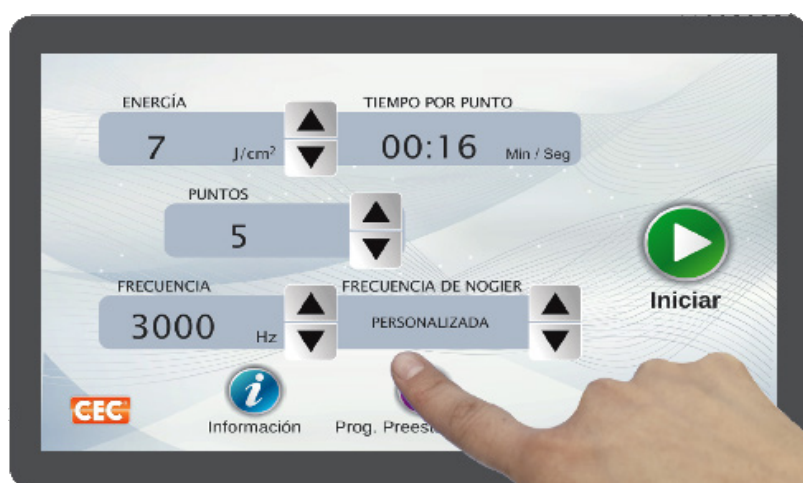 ENERGÍA
TIEMPO POR PUNTO
7 J/cm²
00:16 Min / Seg
PUNTOS
5
FRECUENCIA
FRECUENCIA DE NOGIER
3000 Hz
PERSONALIZADA
Iniciar
CEC
Información
Prog.